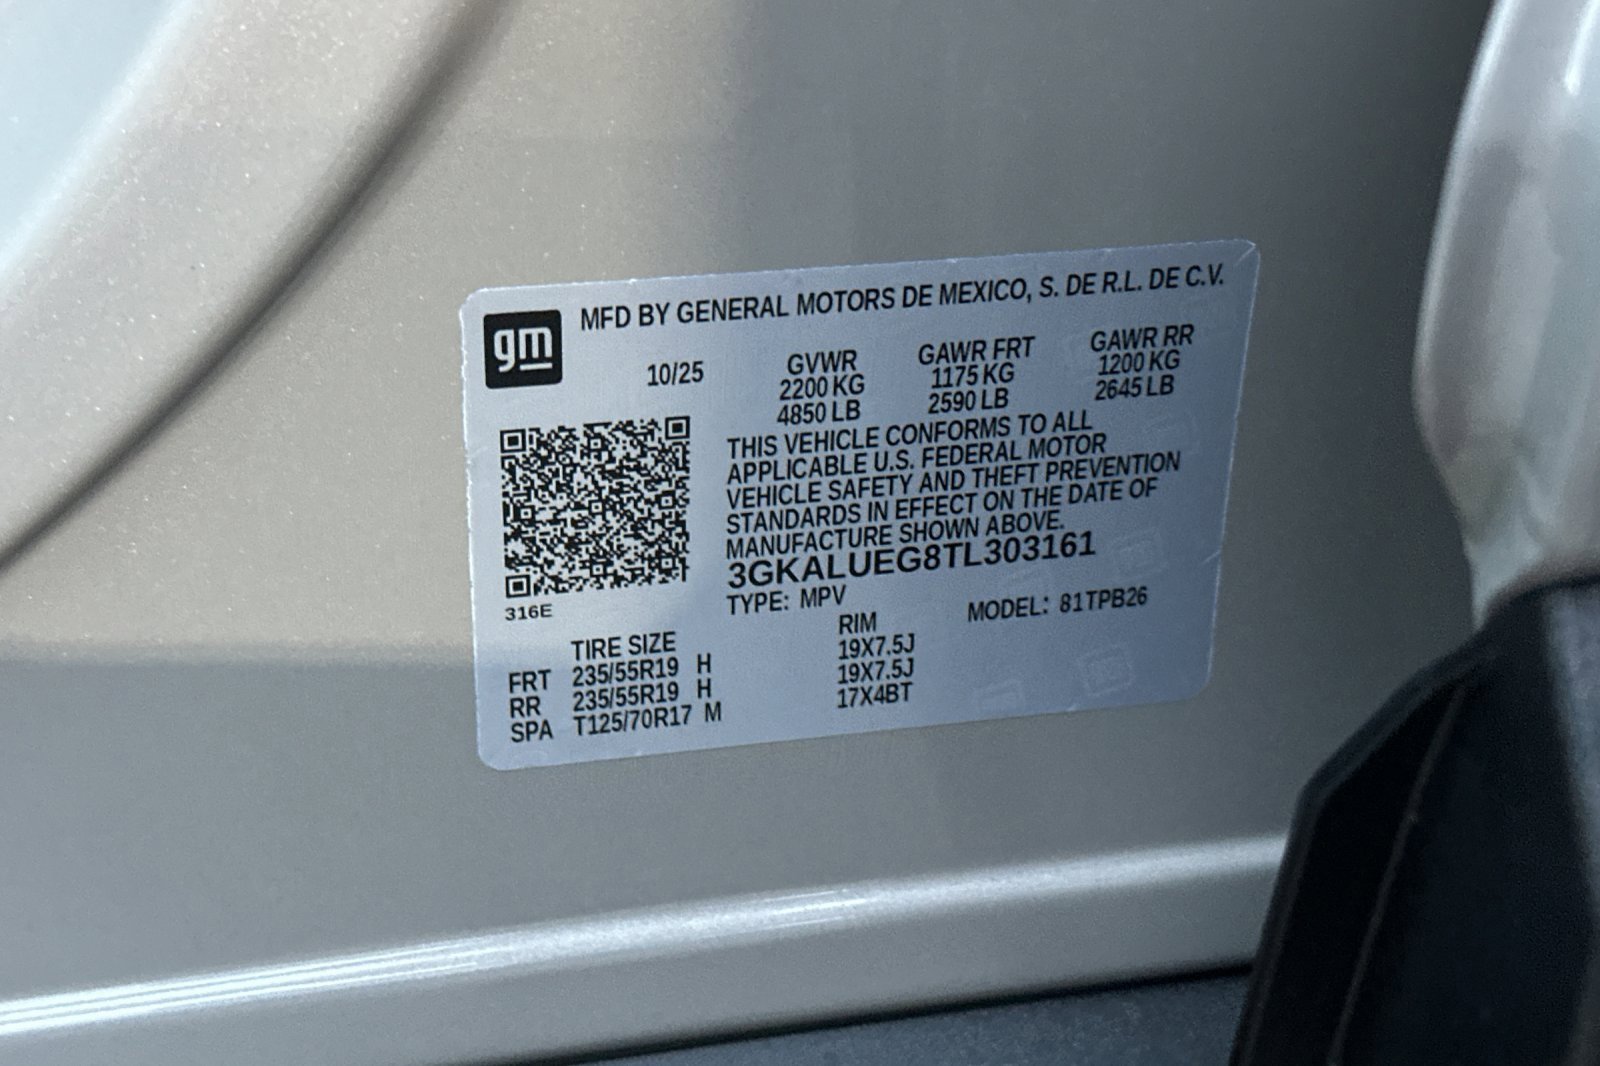 gm MFD BY GENERAL MOTORS DE MEXICO, S. DE R.L. DE C.V.
10/25 GVWR GAWR FRT GAWR RR
2200 KG 1175 KG 1200 KG
4850 LB 2590 LB 2645 LB
THIS VEHICLE CONFORMS TO ALL
APPLICABLE U.S. FEDERAL MOTOR
VEHICLE SAFETY AND THEFT PREVENTION
STANDARDS IN EFFECT ON THE DATE OF
MANUFACTURE SHOWN ABOVE.
3GKALUEG8TL303161
316E
TYPE: MPV MODEL: 81TPB26
TIRE SIZE RIM
FRT 235/55R19 H 19X7.5J
RR 235/55R19 H 19X7.5J
SPA T125/70R17 M 17X4BT